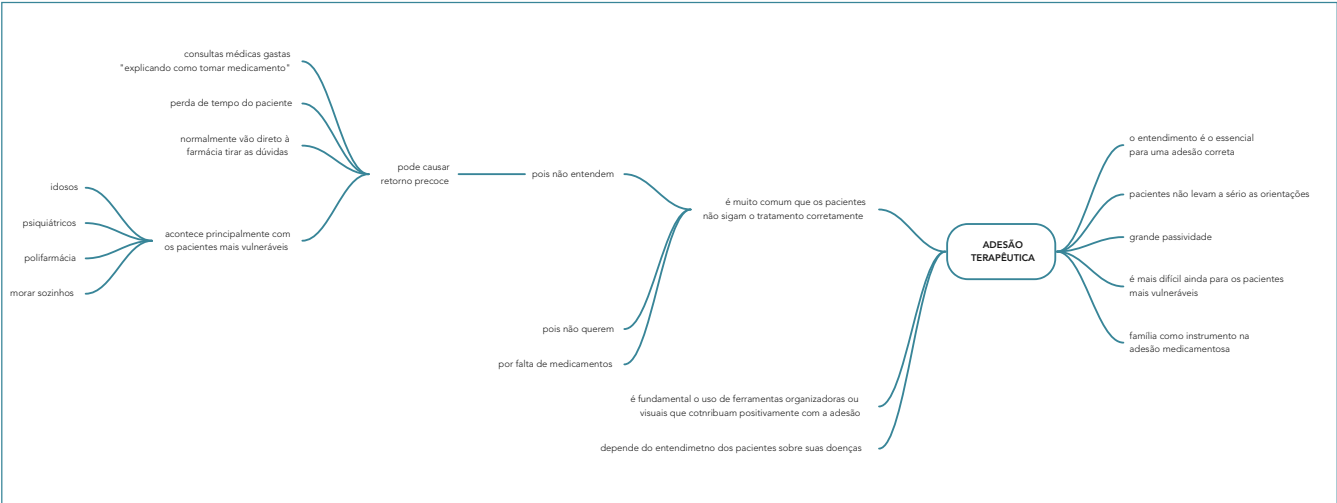 consultas médicas gastas
"explicando como tomar medicamento"
perda de tempo do paciente
normalmente vão direto à
farmácia tirar as dúvidas
acontece principalmente com
os pacientes mais vulneráveis
idosos
psiquiátricos
polifarmácia
morar sozinhos
pode causar
retorno precoce
pois não entendem
pois não querem
por falta de medicamentos
é muito comum que os pacientes
não sigam o tratamento corretamente
é fundamental o uso de ferramentas organizadoras ou
visuais que cotnribuam positivamente com a adesão
depende do entendimetno dos pacientes sobre suas doenças
ADESÃO
TERAPÊUTICA
o entendimento é o essencial
para uma adesão correta
pacientes não levam a sério as orientações
grande passividade
é mais difícil ainda para os pacientes
mais vulneráveis
família como instrumento na
adesão medicamentosa